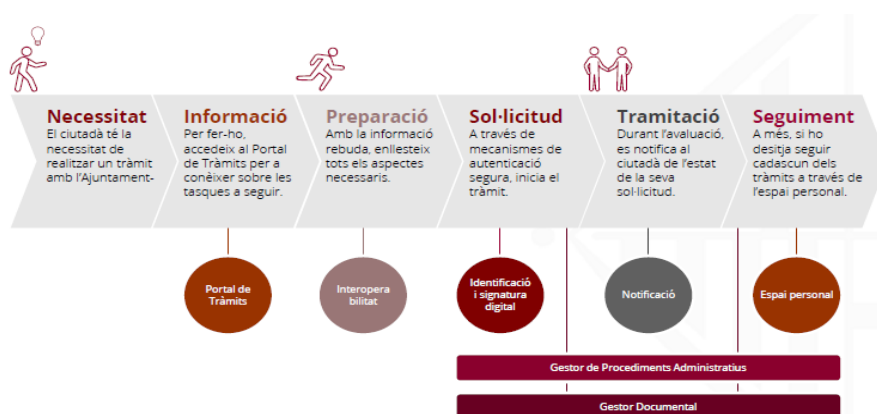 Necessitat
El ciutadà té la
necessitat de
realitzar un tràmit
amb l'Ajuntament-
Informació
Per fer-ho,
accedeix al Portal
de Tràmits per a
conèixer sobre les
tasques a seguir.
Preparació
Amb la informació
rebuda, enllesteix
tots els aspectes
necessaris.
Sol·licitud
A través de
mecanismes de
autenticació
segura, inicia el
tràmit.
Tramitació
Durant l'avaluació,
es notifica al
ciutadà de l'estat
de la seva
sol·licitud.
Seguiment
A més, si ho
desitja seguir
cadascun dels
tràmits a través de
l'espai personal.
Portal de
Tràmits
Interopera
bilitat
Identificació
i signatura
digital
Notificació
Espai personal
Gestor de Procediments Administratius
Gestor Documental